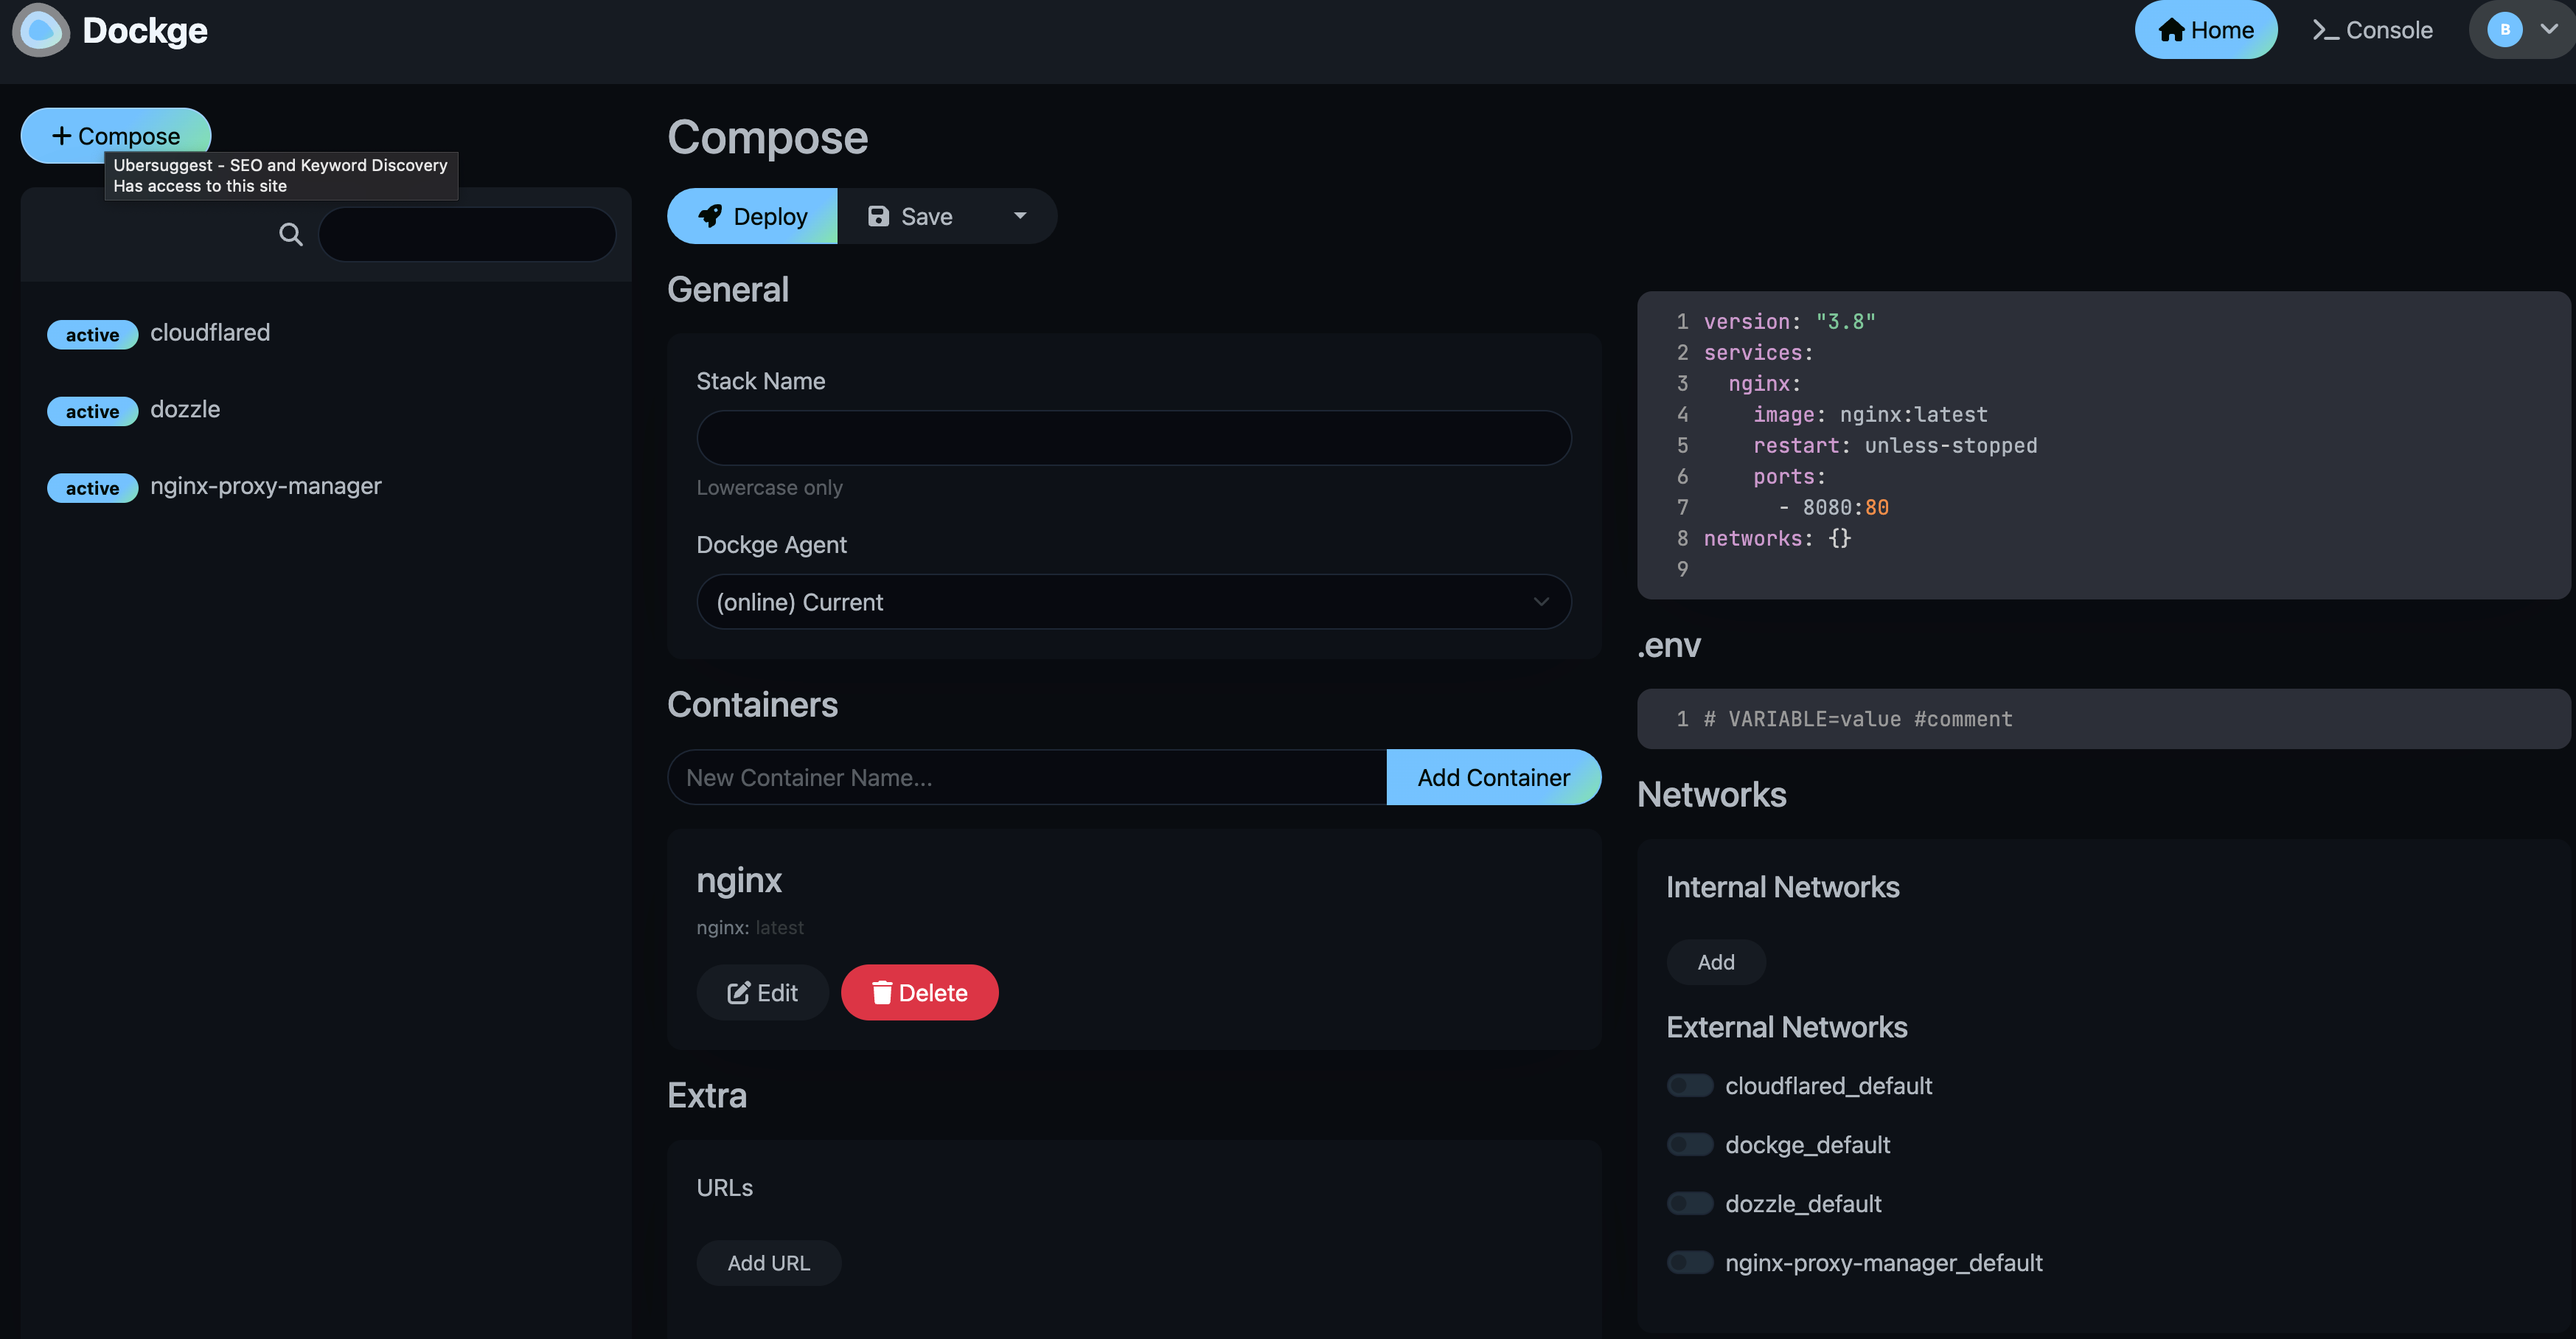 Dockge
Home
Console
B
Compose
Ubersuggest - SEO and Keyword Discovery
Has access to this site
active cloudflared
active dozzle
active nginx-proxy-manager
Compose
Deploy
Save
General
Stack Name
Lowercase only
Dockge Agent
(online) Current
Containers
New Container Name...
Add Container
nginx
nginx: latest
Edit
Delete
Extra
URLs
Add URL
1 version: "3.8"
2 services:
3 nginx:
4 image: nginx:latest
5 restart: unless-stopped
6 ports:
7 - 8080:80
8 networks: {}
9
.env
1 # VARIABLE=value #comment
Networks
Internal Networks
Add
External Networks
cloudflared_default
dockge_default
dozzle_default
nginx-proxy-manager_default